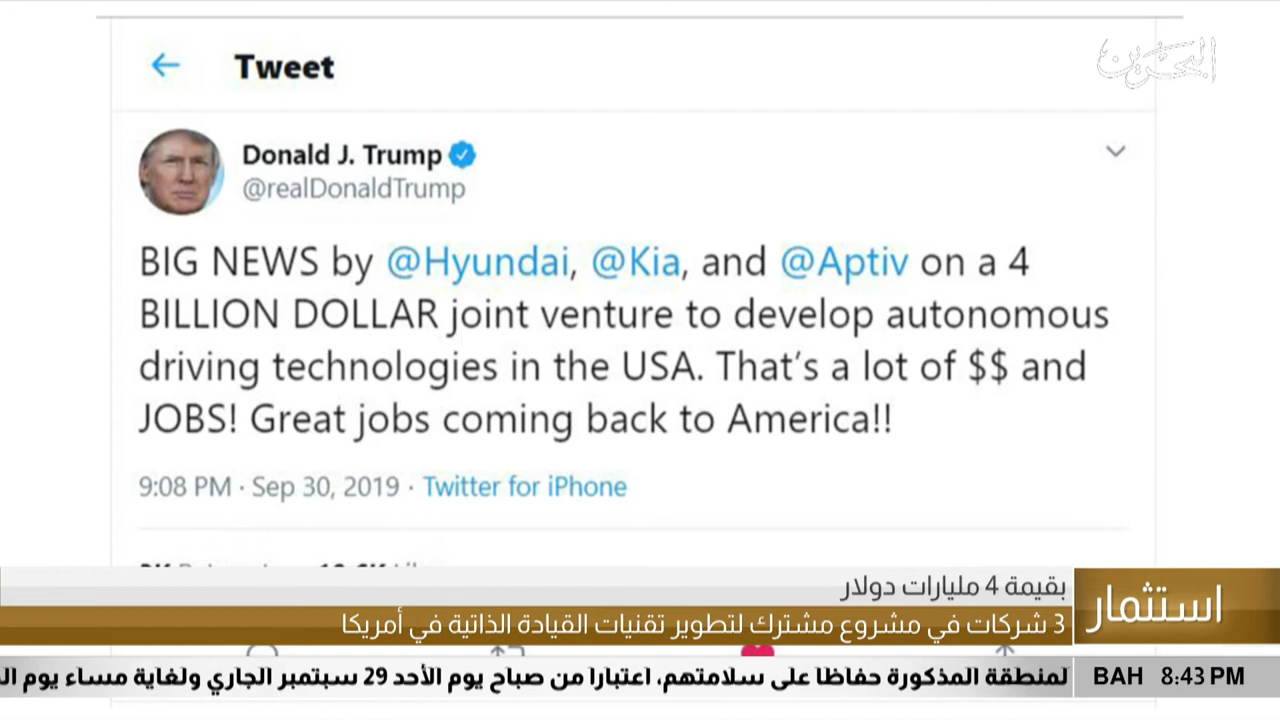 Tweet
البحرين
Donald J. Trump
@realDonaldTrump
BIG NEWS by @Hyundai, @Kia, and @Aptiv on a 4
BILLION DOLLAR joint venture to develop autonomous
driving technologies in the USA. That's a lot of $$ and
JOBS! Great jobs coming back to America!!
9:08 PM · Sep 30, 2019 · Twitter for iPhone
استثمار
بقيمة 4 مليارات دولار
3 شركات في مشروع مشترك لتطوير تقنيات القيادة الذاتية في أمريكا
BAH 8:43 PM
لمنطقة المذكورة حفاظا على سلامتهم، اعتبارا من صباح يوم الأحد 29 سبتمبر الجاري ولغاية مساء يوم